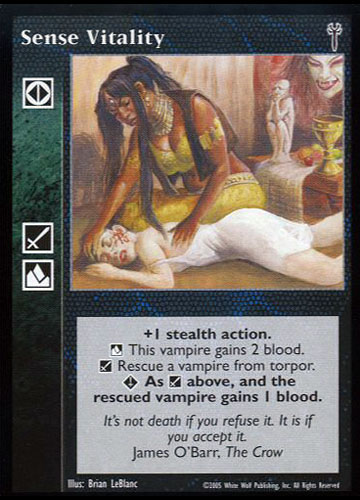 Sense Vitality
+1 stealth action.
This vampire gains 2 blood.
Rescue a vampire from torpor.
As above, and the
rescued vampire gains 1 blood.
It's not death if you refuse it. It is if
you accept it.
James O'Barr, The Crow
Illus: Brian LeBlanc
©2005 White Wolf Publishing, Inc. All Rights Reserved